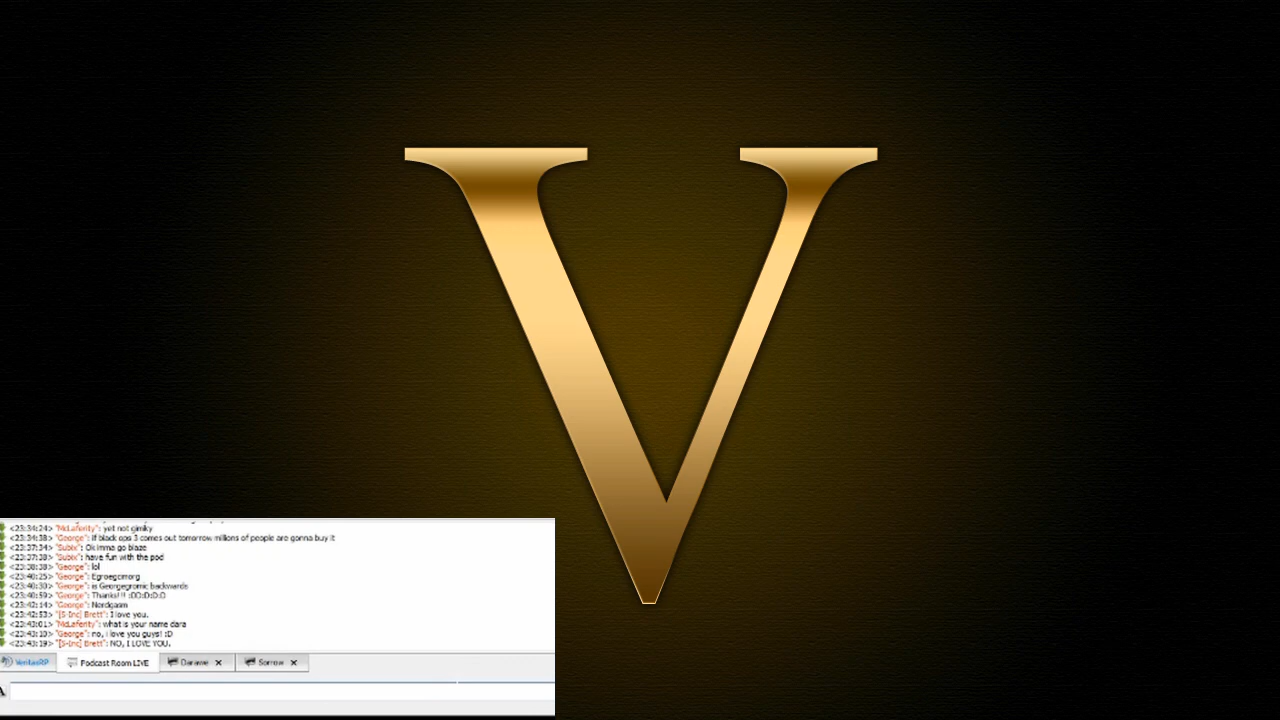 V
<23:34:24> "McLaferity": yet not gimiky
<23:34:38> "George": if black ops 3 comes out tomorrow millions of people are gonna buy it
<23:37:34> "Subix": Ok imma go blaze
<23:37:38> "Subix": have fun with the pod
<23:38:38> "George": lol
<23:40:25> "George": Egroegcimorg
<23:40:30> "George": is Georgegromic backwards
<23:40:59> "George": Thanks!!! :DD:D:D:D
<23:42:14> "George": Nerdgasm
<23:42:53> "[S-Inc] Brett": I love you.
<23:43:01> "McLaferity": what is your name dara
<23:43:10> "George": no, i love you guys! :D
<23:43:19> "[S-Inc] Brett": NO, I LOVE YOU.
VeritasRP Podcast Room LIVE Darawe Sorrow
A